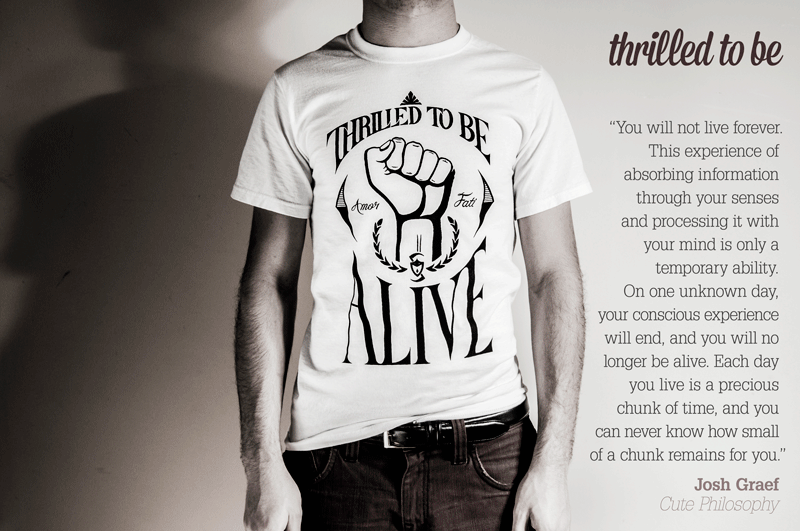 THRILLED TO BE
Amor Fati
ALIVE
thrilled to be
“You will not live forever.
This experience of
absorbing information
through your senses
and processing it with
your mind is only a
temporary ability.
On one unknown day,
your conscious experience
will end, and you will no
longer be alive. Each day
you live is a precious
chunk of time, and you
can never know how small
of a chunk remains for you.”
Josh Graef
Cute Philosophy